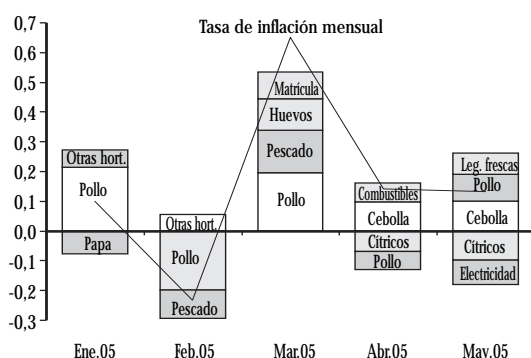 Tasa de inflación mensual
0,7
0,6
0,5
0,4
0,3
0,2
0,1
0,0
-0,1
-0,2
-0,3
Otras hort.
Pollo
Papa
Otras hort.
Pollo
Pescado
Matrícula
Huevos
Pescado
Pollo
Combustibles
Cebolla
Cítricos
Pollo
Leg. frescas
Pollo
Cebolla
Cítricos
Electricidad
Ene.05 Feb.05 Mar.05 Abr.05 May.05